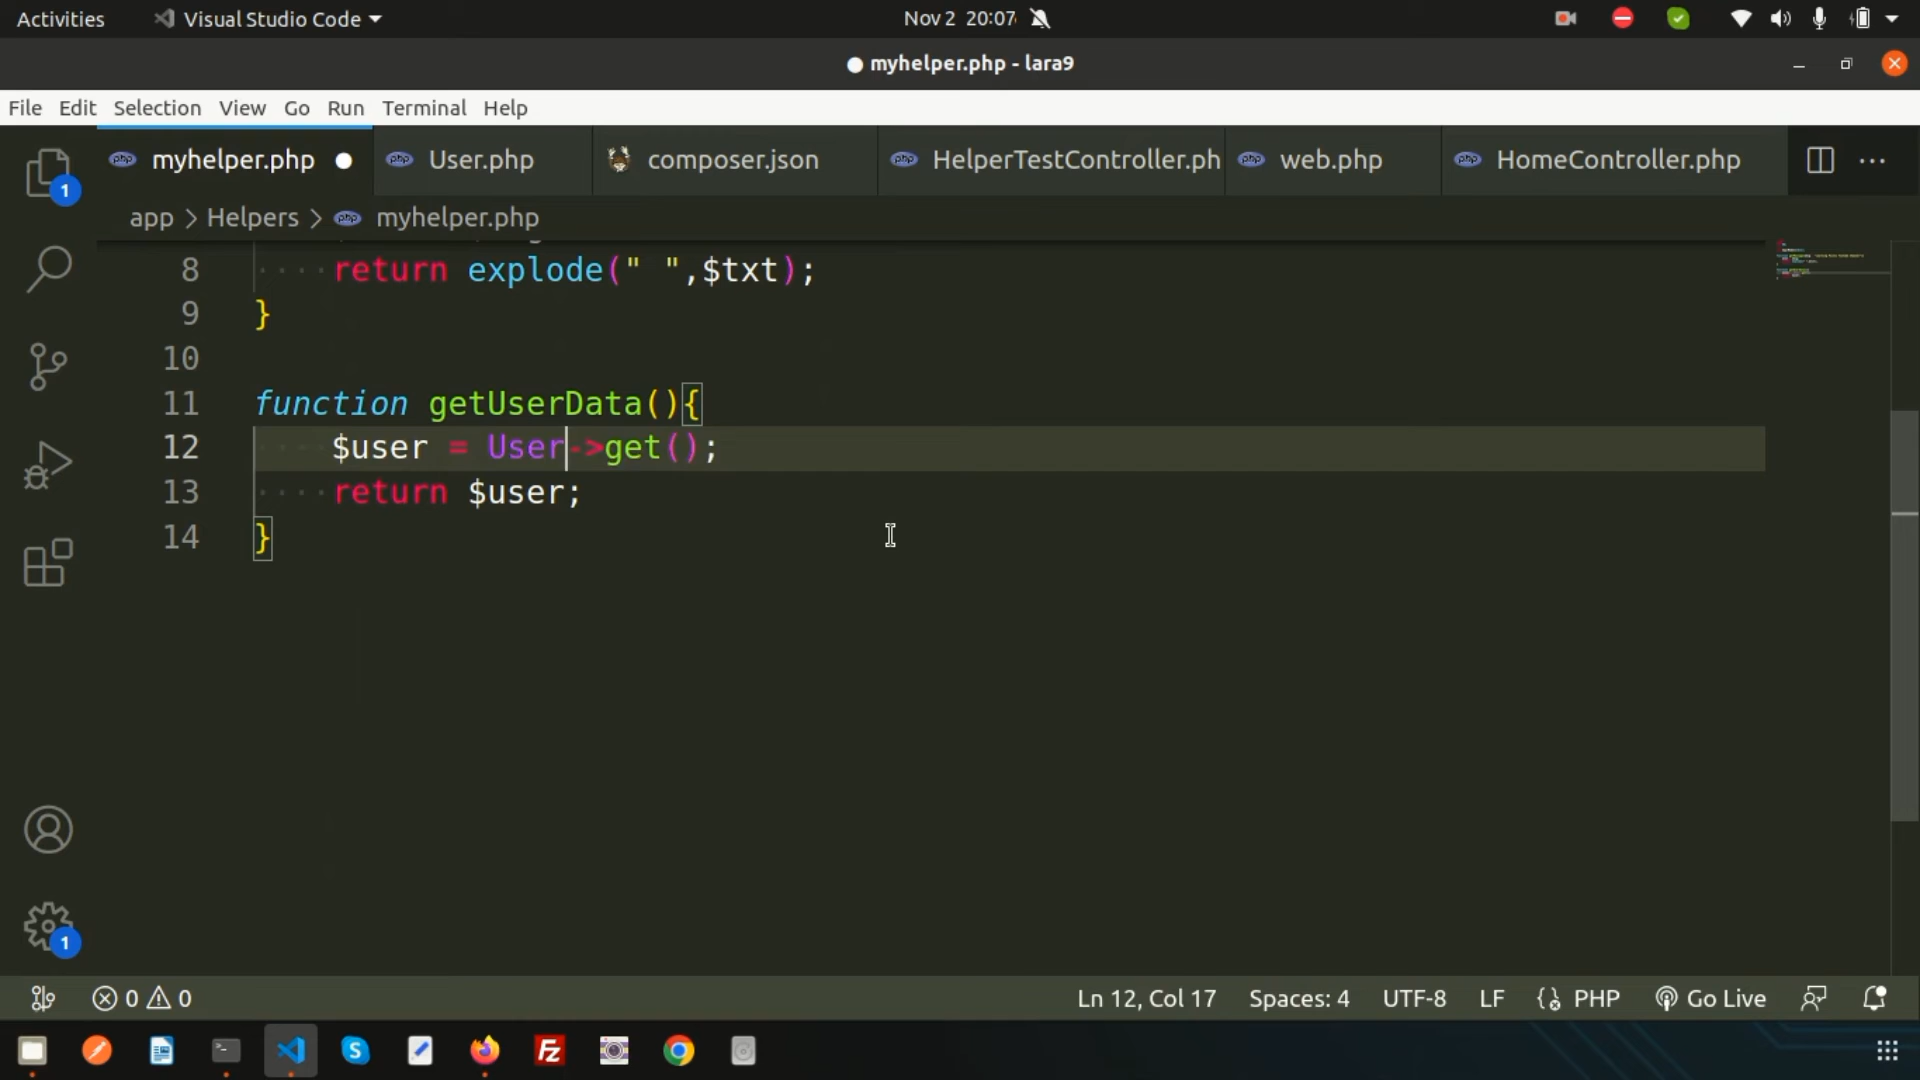 Activities Visual Studio Code Nov 2 20:07
myhelper.php - lara9
File Edit Selection View Go Run Terminal Help
myhelper.php User.php composer.json HelperTestController.ph web.php HomeController.php ...
1
app > Helpers > myhelper.php
8 return explode(" ",$txt);
9 }
10
11 function getUserData(){
12 $user = User->get();
13 return $user;
14 }
1
0 0 Ln 12, Col 17 Spaces: 4 UTF-8 LF PHP Go Live